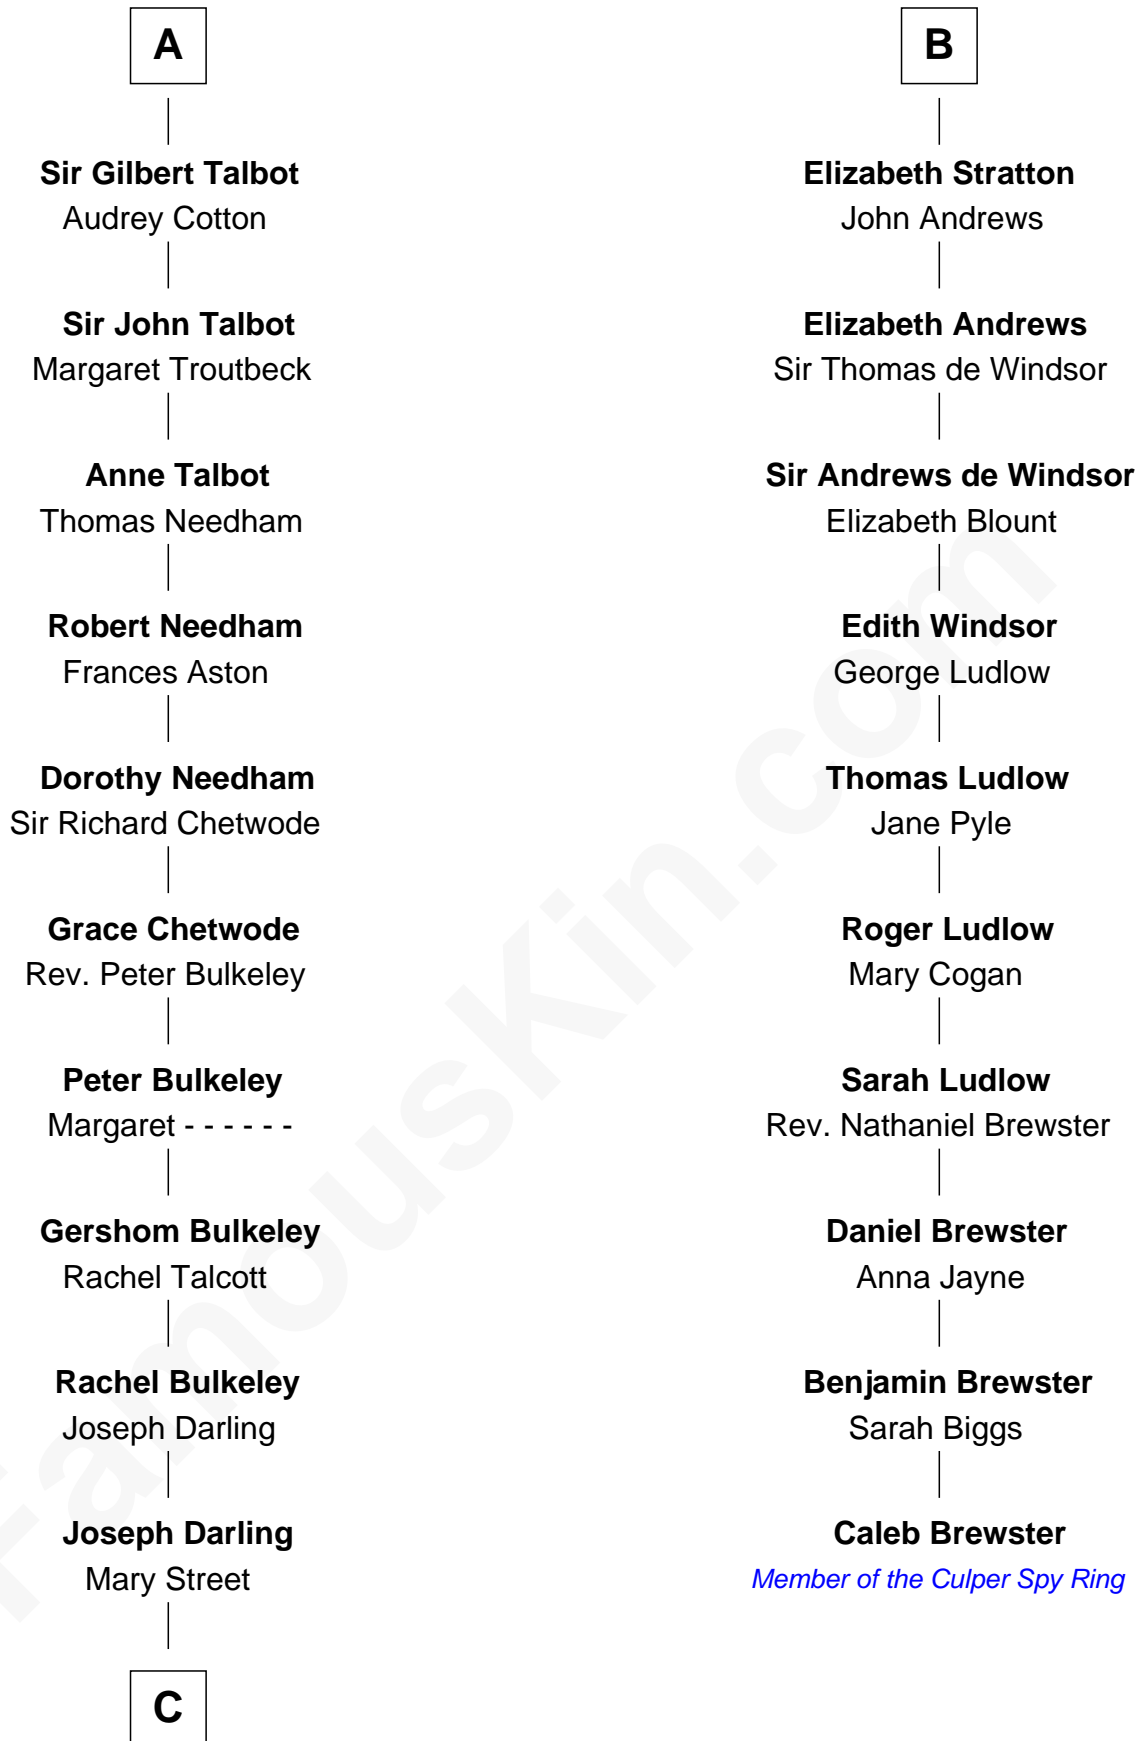 A
Sir Gilbert Talbot
Audrey Cotton
Sir John Talbot
Margaret Troutbeck
Anne Talbot
Thomas Needham
Robert Needham
Frances Aston
Dorothy Needham
Sir Richard Chetwode
Grace Chetwode
Rev. Peter Bulkeley
Peter Bulkeley
Margaret - - - - - -
Gershom Bulkeley
Rachel Talcott
Rachel Bulkeley
Joseph Darling
Joseph Darling
Mary Street
C
B
Elizabeth Stratton
John Andrews
Elizabeth Andrews
Sir Thomas de Windsor
Sir Andrews de Windsor
Elizabeth Blount
Edith Windsor
George Ludlow
Thomas Ludlow
Jane Pyle
Roger Ludlow
Mary Cogan
Sarah Ludlow
Rev. Nathaniel Brewster
Daniel Brewster
Anna Jayne
Benjamin Brewster
Sarah Biggs
Caleb Brewster
Member of the Culper Spy Ring
FamousKin.com